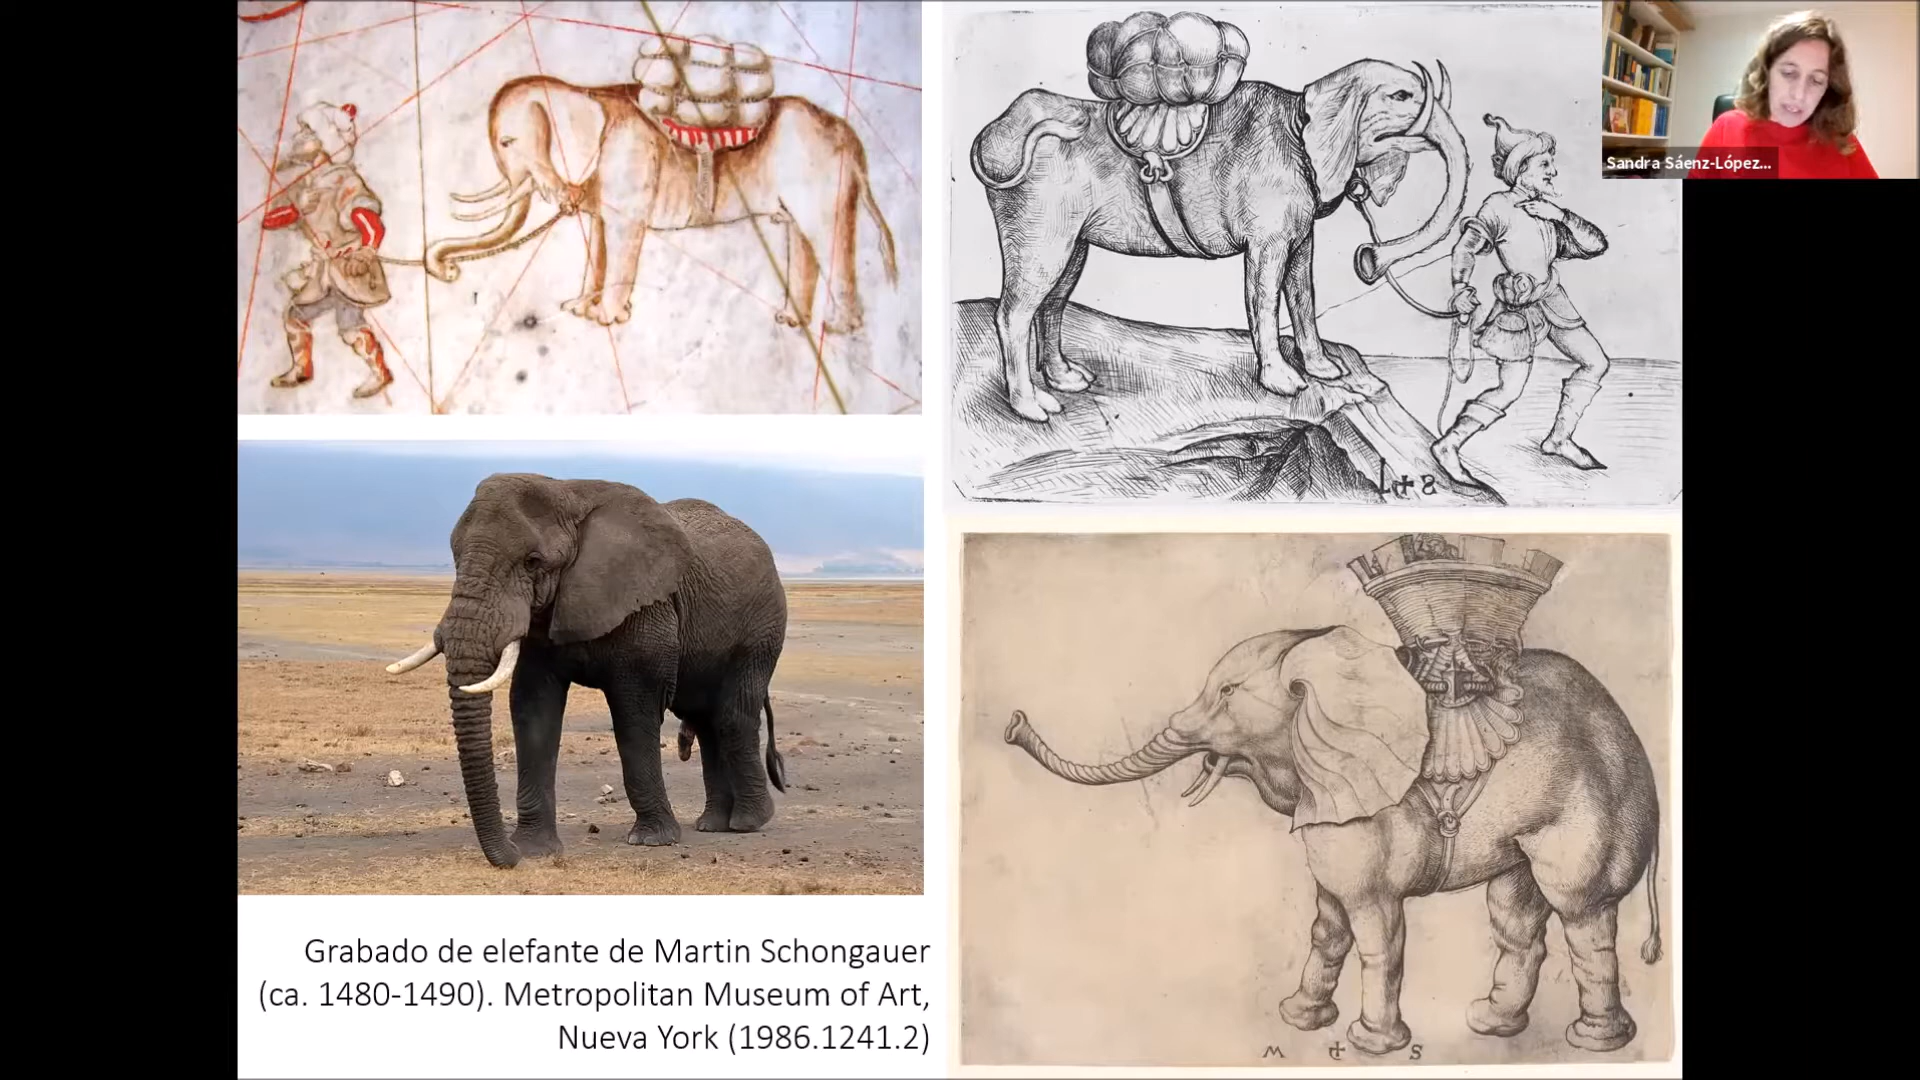 Sandra Sáenz-López...
L + 8
Grabado de elefante de Martin Schongauer
(ca. 1480-1490). Metropolitan Museum of Art,
Nueva York (1986.1241.2)
M + S